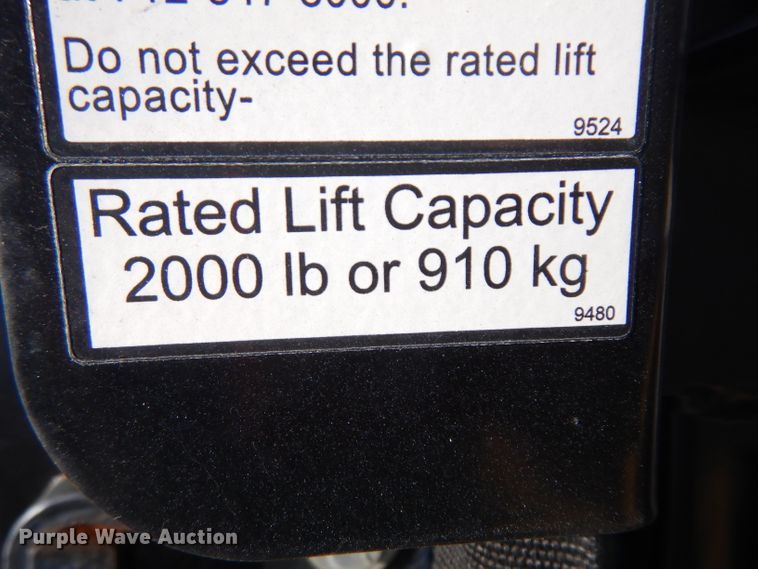 Do not exceed the rated lift
capacity-
9524
Rated Lift Capacity
2000 lb or 910 kg
9480
Purple Wave Auction